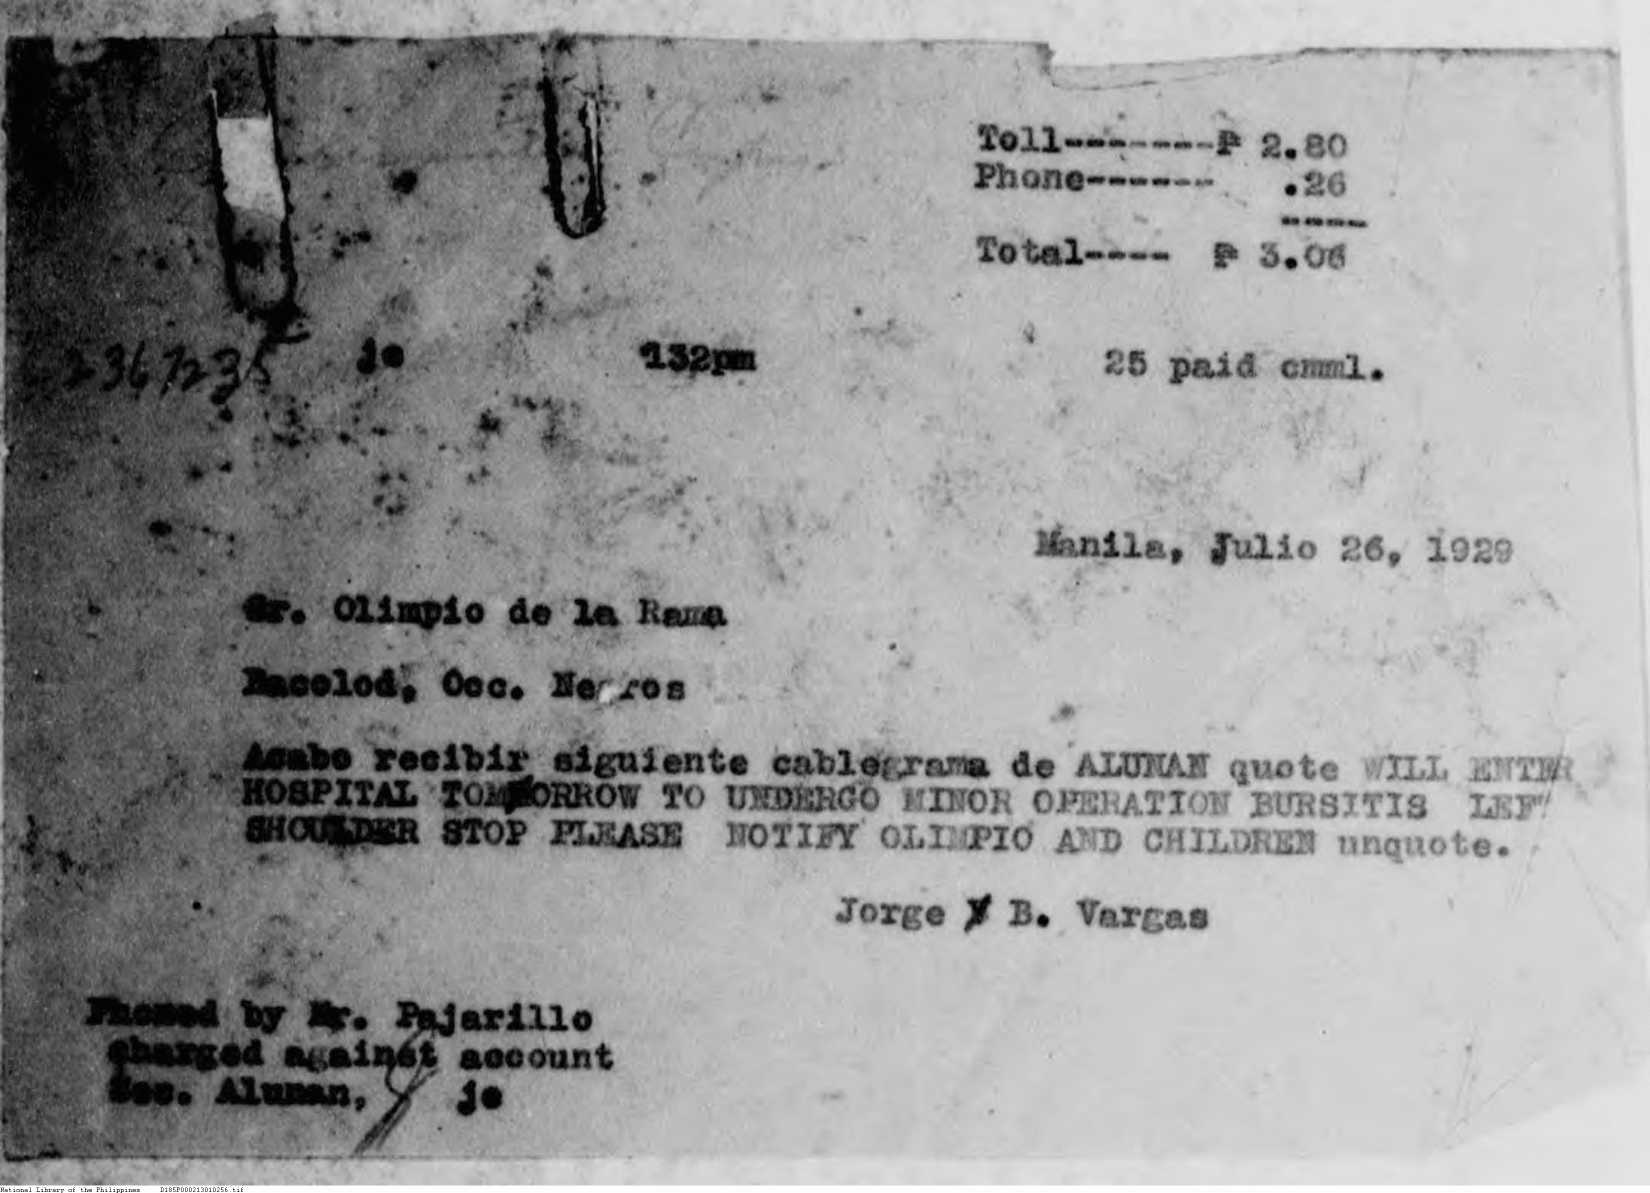 Toll--------₱ 2.80
Phone------- .26
----
Total---- ₱ 3.06
2367235 je 132pm 25 paid cmml.
Manila, Julio 26, 1929
Sr. Olimpio de la Rama
Bacolod, Occ. Negros
Acabo recibir siguiente cablegrama de ALUNAN quote WILL ENTER
HOSPITAL TOMORROW TO UNDERGO MINOR OPERATION BURSITIS LEFT
SHOULDER STOP PLEASE NOTIFY OLIMPIO AND CHILDREN unquote.
Jorge B. Vargas
Phoned by Mr. Pajarillo
Charged against account
Sec. Alunan, je
National Library of the Philippines D185P000213010256.tif